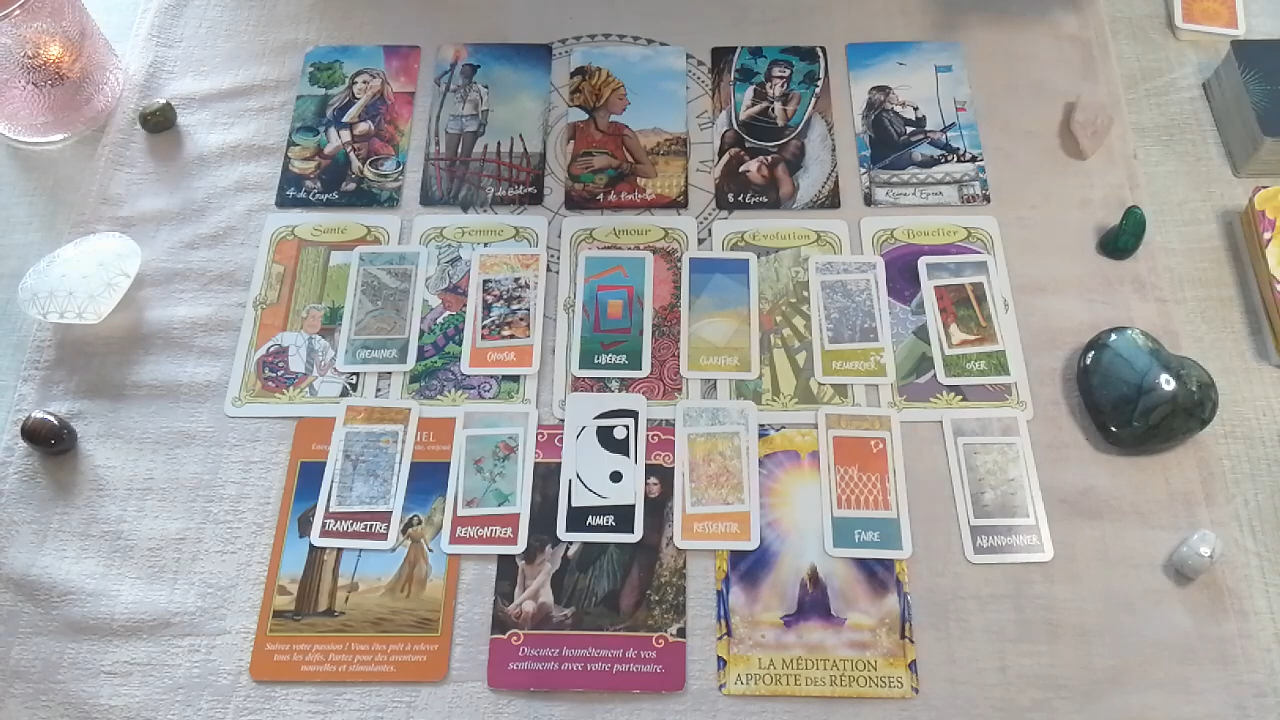 4 de Coupes
9 de Bâtons
4 de Pentacles
8 d'Épées
Reine d'Épées
Santé
Femme
Amour
Évolution
Bouclier
CHEMINER
CHOISIR
LIBÉRER
CLARIFIER
REMERCIER
OSER
IEL
TRANSMETTRE
RENCONTRER
AIMER
RESSENTIR
FAIRE
ABANDONNER
Suivez votre passion ! Vous êtes prêt à relever
tous les défis. Partez pour des aventures
nouvelles et stimulantes.
Discutez honnêtement de vos
sentiments avec votre partenaire.
LA MÉDITATION
APPORTE DES RÉPONSES